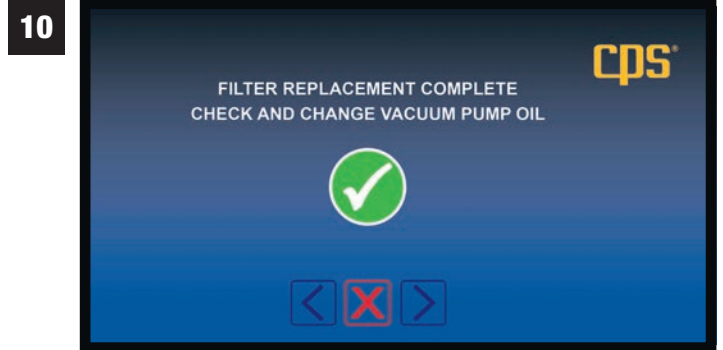 10
cps®
FILTER REPLACEMENT COMPLETE
CHECK AND CHANGE VACUUM PUMP OIL